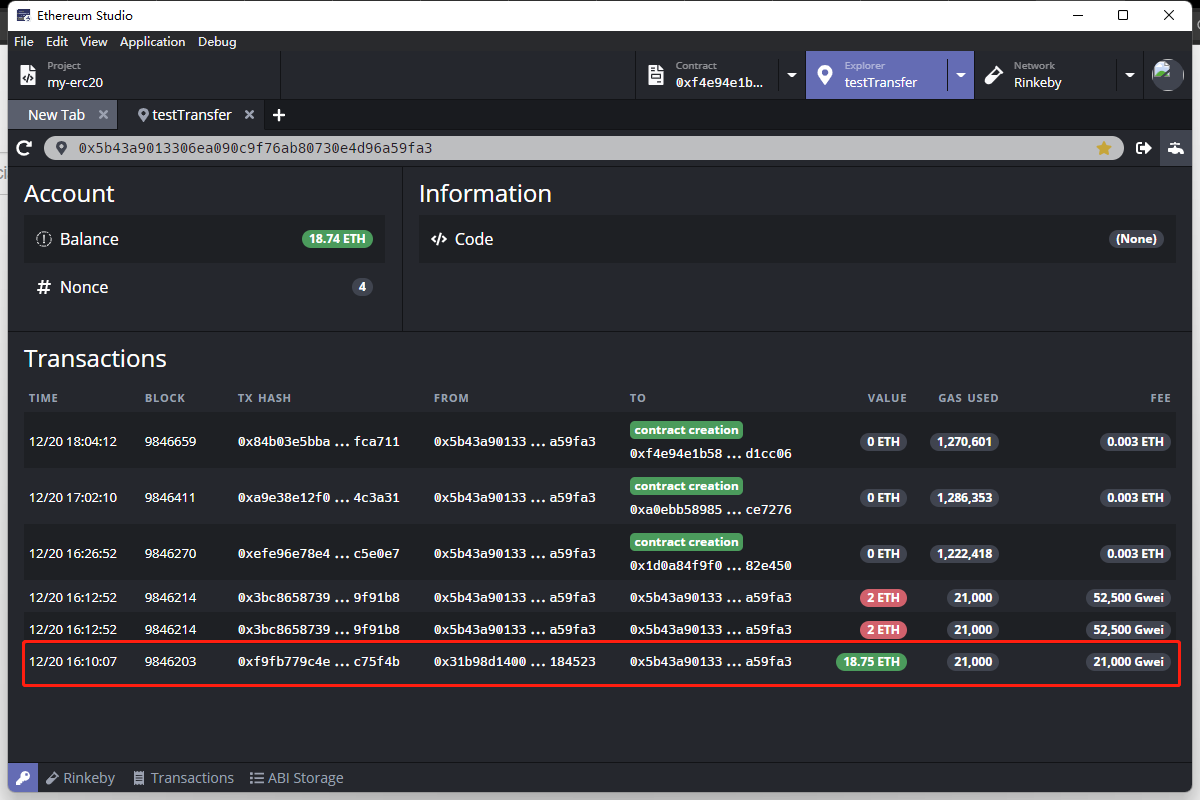 Ethereum Studio
File Edit View Application Debug
Project
my-erc20
Contract
0xf4e94e1b...
Explorer
testTransfer
Network
Rinkeby
New Tab
testTransfer
0x5b43a9013306ea090c9f76ab80730e4d96a59fa3
Account
Balance 18.74 ETH
Nonce 4
Information
Code (None)
Transactions
TIME BLOCK TX HASH FROM TO VALUE GAS USED FEE
12/20 18:04:12 9846659 0x84b03e5bba ... fca711 0x5b43a90133 ... a59fa3 contract creation 0 ETH 1,270,601 0.003 ETH
0xf4e94e1b58 ... d1cc06
12/20 17:02:10 9846411 0xa9e38e12f0 ... 4c3a31 0x5b43a90133 ... a59fa3 contract creation 0 ETH 1,286,353 0.003 ETH
0xa0ebb58985 ... ce7276
12/20 16:26:52 9846270 0xefe96e78e4 ... c5e0e7 0x5b43a90133 ... a59fa3 contract creation 0 ETH 1,222,418 0.003 ETH
0x1d0a84f9f0 ... 82e450
12/20 16:12:52 9846214 0x3bc8658739 ... 9f91b8 0x5b43a90133 ... a59fa3 0x5b43a90133 ... a59fa3 2 ETH 21,000 52,500 Gwei
12/20 16:12:52 9846214 0x3bc8658739 ... 9f91b8 0x5b43a90133 ... a59fa3 0x5b43a90133 ... a59fa3 2 ETH 21,000 52,500 Gwei
12/20 16:10:07 9846203 0xf9fb779c4e ... c75f4b 0x31b98d1400 ... 184523 0x5b43a90133 ... a59fa3 18.75 ETH 21,000 21,000 Gwei
Rinkeby Transactions ABI Storage